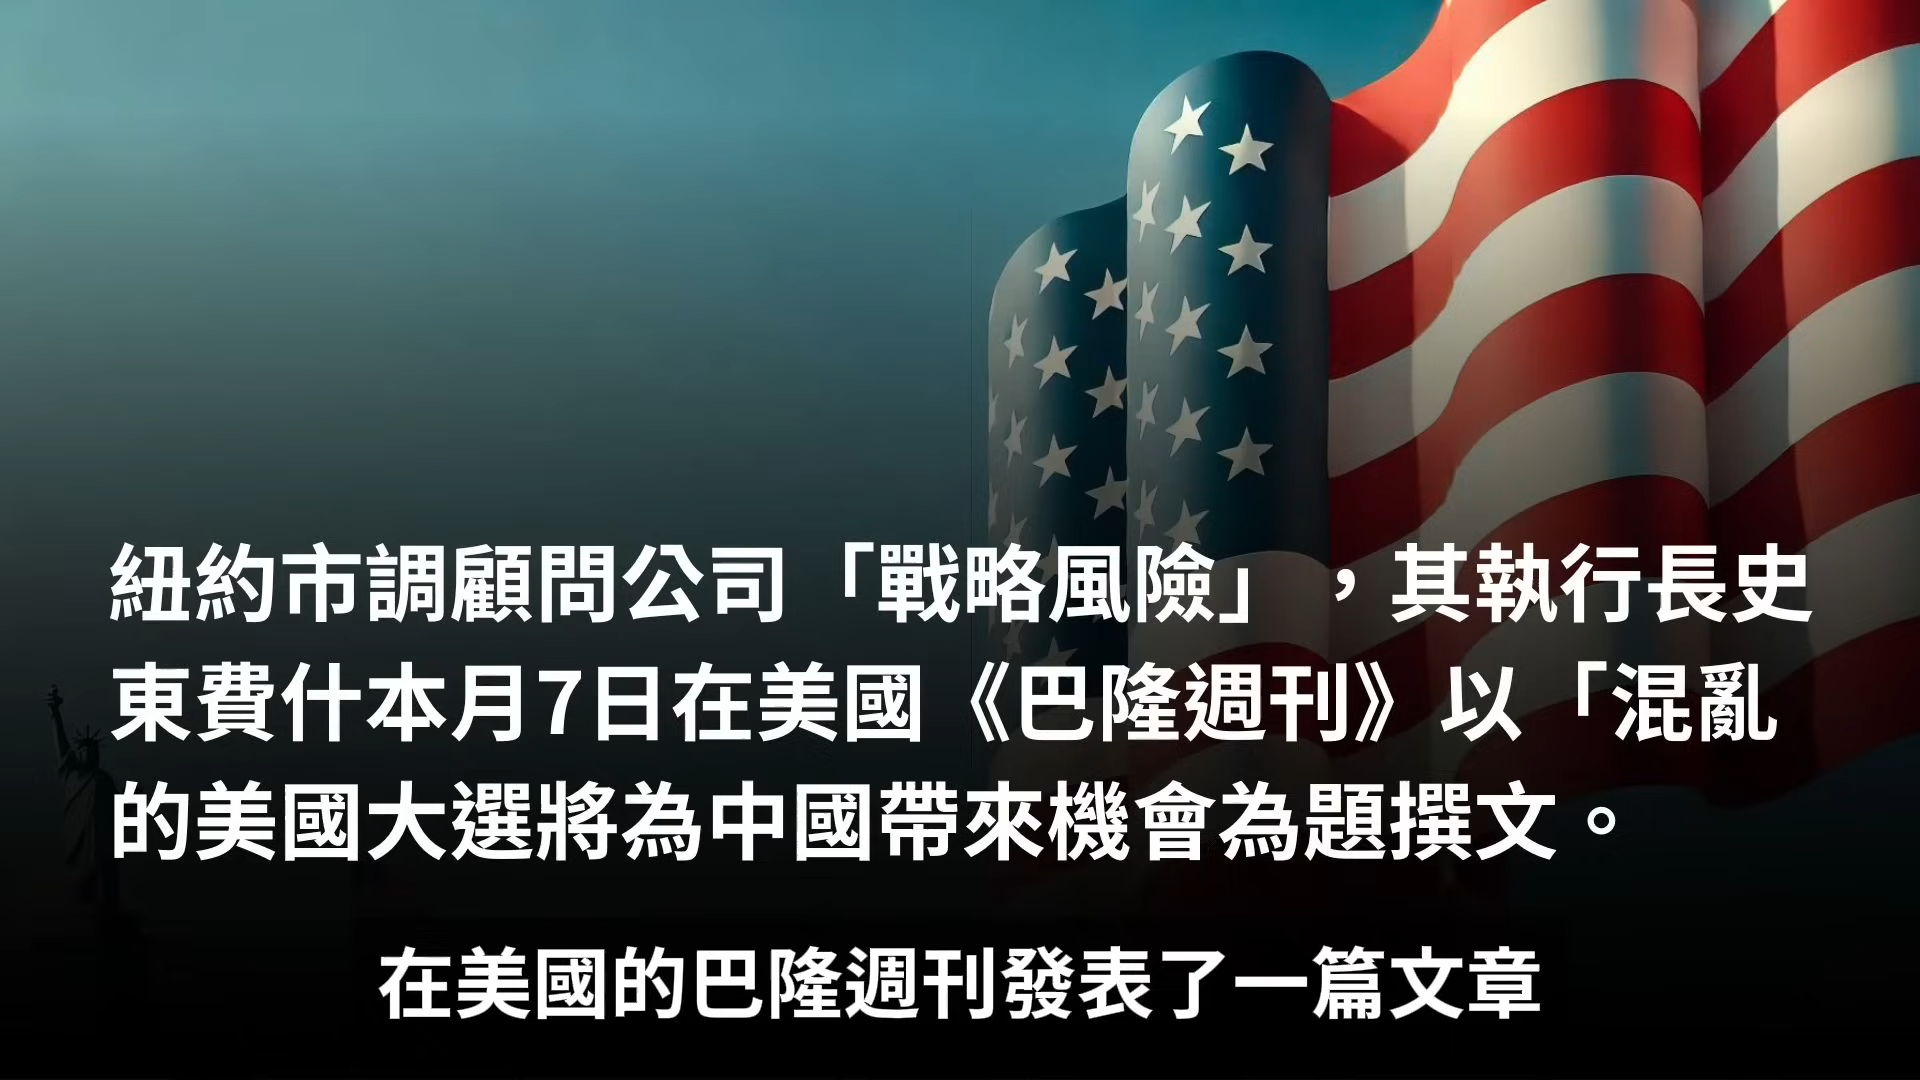 紐約市調顧問公司「戰略風險」，其執行長史
東費什本月7日在美國《巴隆週刊》以「混亂
的美國大選將為中國帶來機會為題撰文。
在美國的巴隆週刊發表了一篇文章